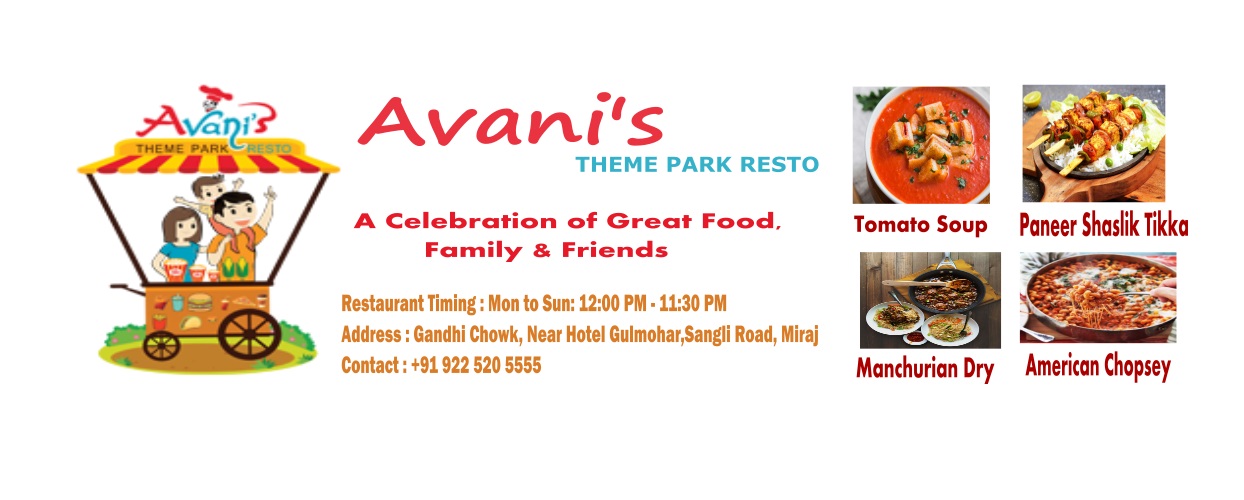 Avani's
THEME PARK RESTO
Avani's
THEME PARK RESTO
A Celebration of Great Food,
Family & Friends
Restaurant Timing : Mon to Sun: 12:00 PM - 11:30 PM
Address : Gandhi Chowk, Near Hotel Gulmohar,Sangli Road, Miraj
Contact : +91 922 520 5555
Tomato Soup
Paneer Shaslik Tikka
Manchurian Dry
American Chopsey